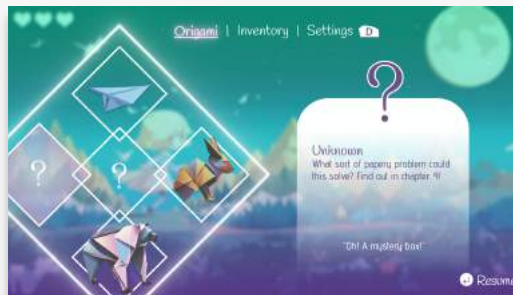 Origami | Inventory | Settings D
?
Unknown
What sort of papery problem could
this solve? Find out in chapter 4!
? ?
"Oh! A mystery box!"
Resume